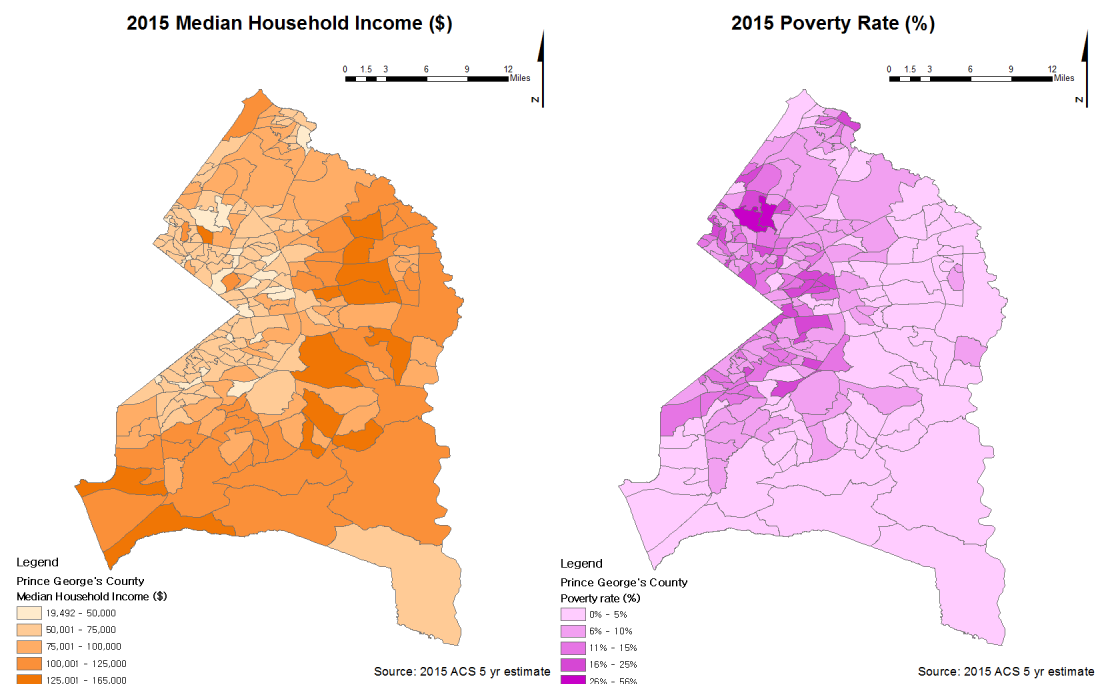 2015 Median Household Income ($)
0 1.5 3 6 9 12
Miles
N
Legend
Prince George's County
Median Household Income ($)
19,492 - 50,000
50,001 - 75,000
75,001 - 100,000
100,001 - 125,000
125,001 - 165,000
Source: 2015 ACS 5 yr estimate
2015 Poverty Rate (%)
0 1.5 3 6 9 12
Miles
N
Legend
Prince George's County
Poverty rate (%)
0% - 5%
6% - 10%
11% - 15%
16% - 25%
26% - 56%
Source: 2015 ACS 5 yr estimate